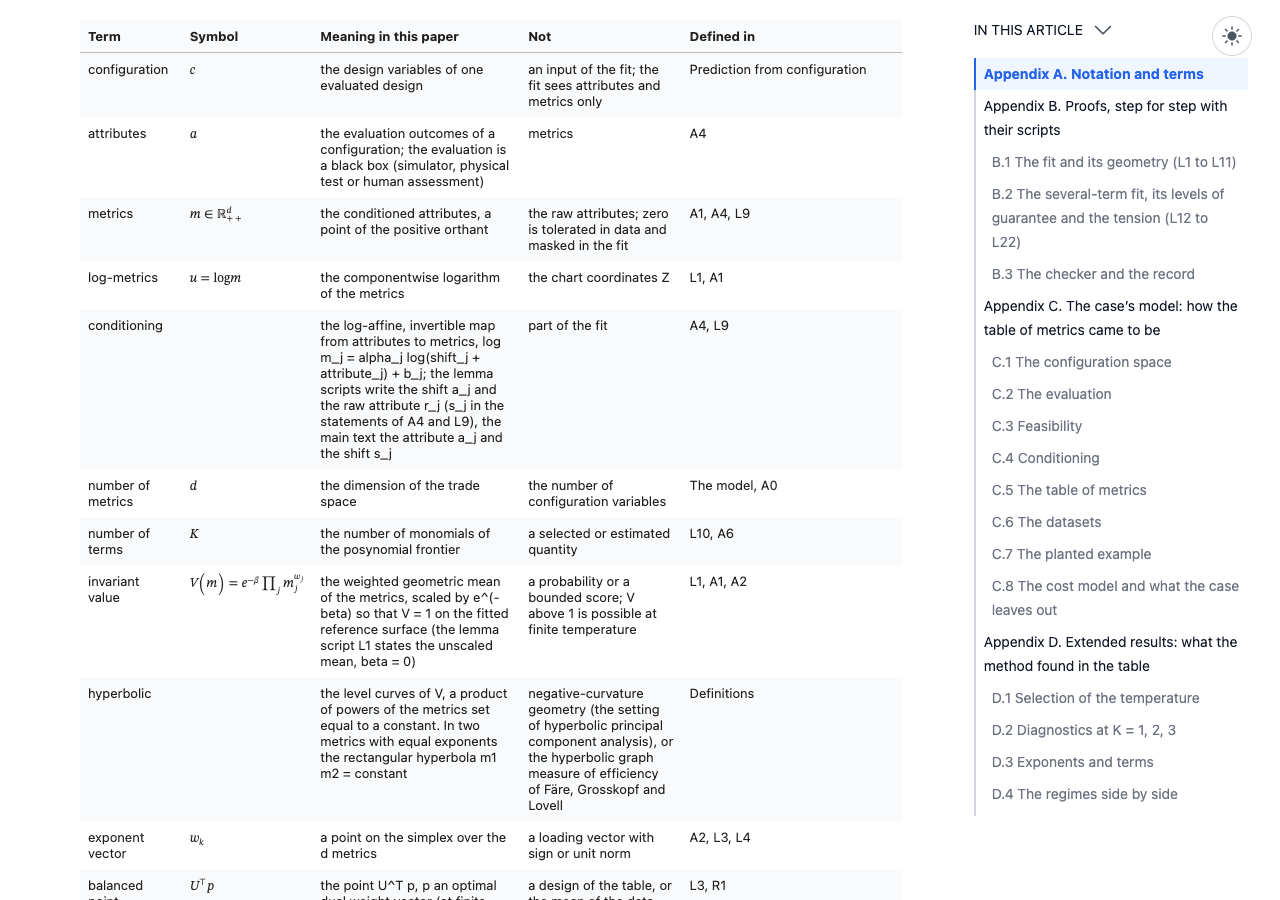 Term Symbol Meaning in this paper Not Defined in
configuration c the design variables of one evaluated design an input of the fit; the fit sees attributes and metrics only Prediction from configuration
attributes a the evaluation outcomes of a configuration; the evaluation is a black box (simulator, physical test or human assessment) metrics A4
metrics m ∈ ℝ^d_{++} the conditioned attributes, a point of the positive orthant the raw attributes; zero is tolerated in data and masked in the fit A1, A4, L9
log-metrics u = log m the componentwise logarithm of the metrics the chart coordinates Z L1, A1
conditioning the log-affine, invertible map from attributes to metrics, log m_j = alpha_j log(shift_j + attribute_j) + b_j; the lemma scripts write the shift a_j and the raw attribute r_j (s_j in the statements of A4 and L9), the main text the attribute a_j and the shift s_j part of the fit A4, L9
number of metrics d the dimension of the trade space the number of configuration variables The model, A0
number of terms K the number of monomials of the posynomial frontier a selected or estimated quantity L10, A6
invariant value V(m) = e^{-β} ∏_j m_j^{w_j} the weighted geometric mean of the metrics, scaled by e^(-beta) so that V = 1 on the fitted reference surface (the lemma script L1 states the unscaled mean, beta = 0) a probability or a bounded score; V above 1 is possible at finite temperature L1, A1, A2
hyperbolic the level curves of V, a product of powers of the metrics set equal to a constant. In two metrics with equal exponents the rectangular hyperbola m1 m2 = constant negative-curvature geometry (the setting of hyperbolic principal component analysis), or the hyperbolic graph measure of efficiency of Färe, Grosskopf and Lovell Definitions
exponent vector w_k a point on the simplex over the d metrics a loading vector with sign or unit norm A2, L3, L4
balanced U^⊤ p the point U^T p, p an optimal a design of the table, or L3, R1
IN THIS ARTICLE
Appendix A. Notation and terms
Appendix B. Proofs, step for step with
their scripts
B.1 The fit and its geometry (L1 to L11)
B.2 The several-term fit, its levels of
guarantee and the tension (L12 to
L22)
B.3 The checker and the record
Appendix C. The case’s model: how the
table of metrics came to be
C.1 The configuration space
C.2 The evaluation
C.3 Feasibility
C.4 Conditioning
C.5 The table of metrics
C.6 The datasets
C.7 The planted example
C.8 The cost model and what the case
leaves out
Appendix D. Extended results: what the
method found in the table
D.1 Selection of the temperature
D.2 Diagnostics at K = 1, 2, 3
D.3 Exponents and terms
D.4 The regimes side by side